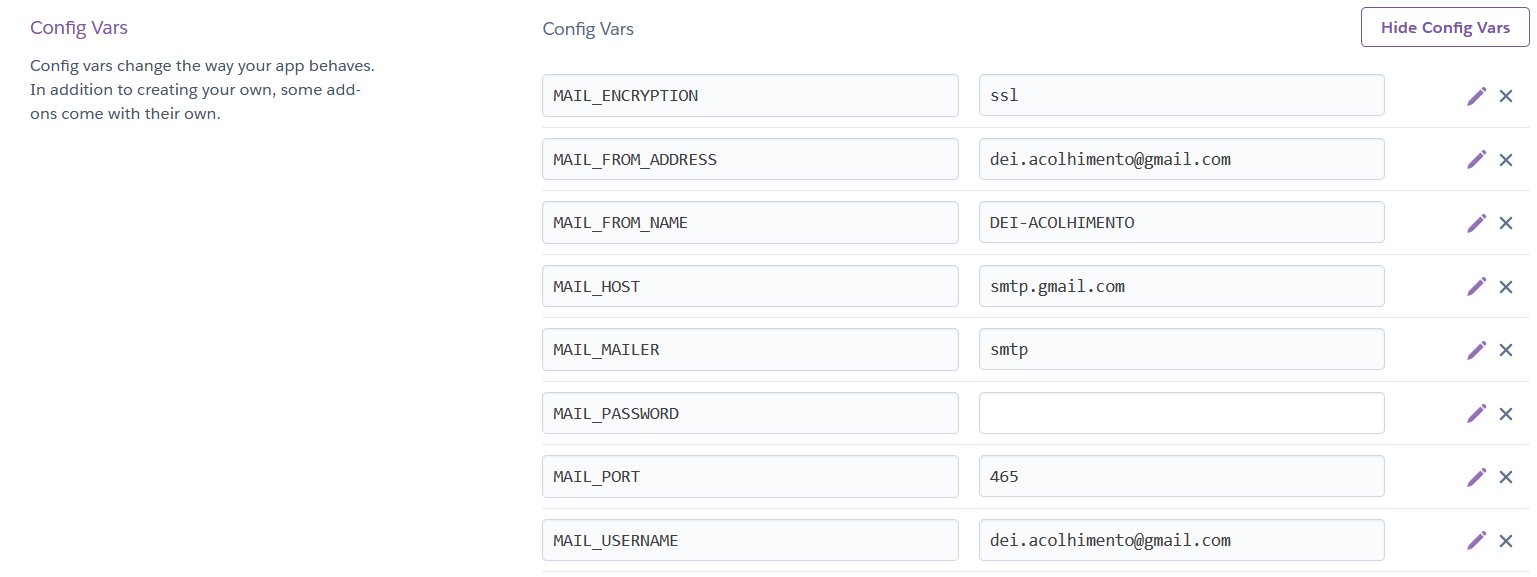 Config Vars
Config vars change the way your app behaves.
In addition to creating your own, some add-
ons come with their own.
Config Vars
Hide Config Vars
MAIL_ENCRYPTION ssl
MAIL_FROM_ADDRESS dei.acolhimento@gmail.com
MAIL_FROM_NAME DEI-ACOLHIMENTO
MAIL_HOST smtp.gmail.com
MAIL_MAILER smtp
MAIL_PASSWORD
MAIL_PORT 465
MAIL_USERNAME dei.acolhimento@gmail.com